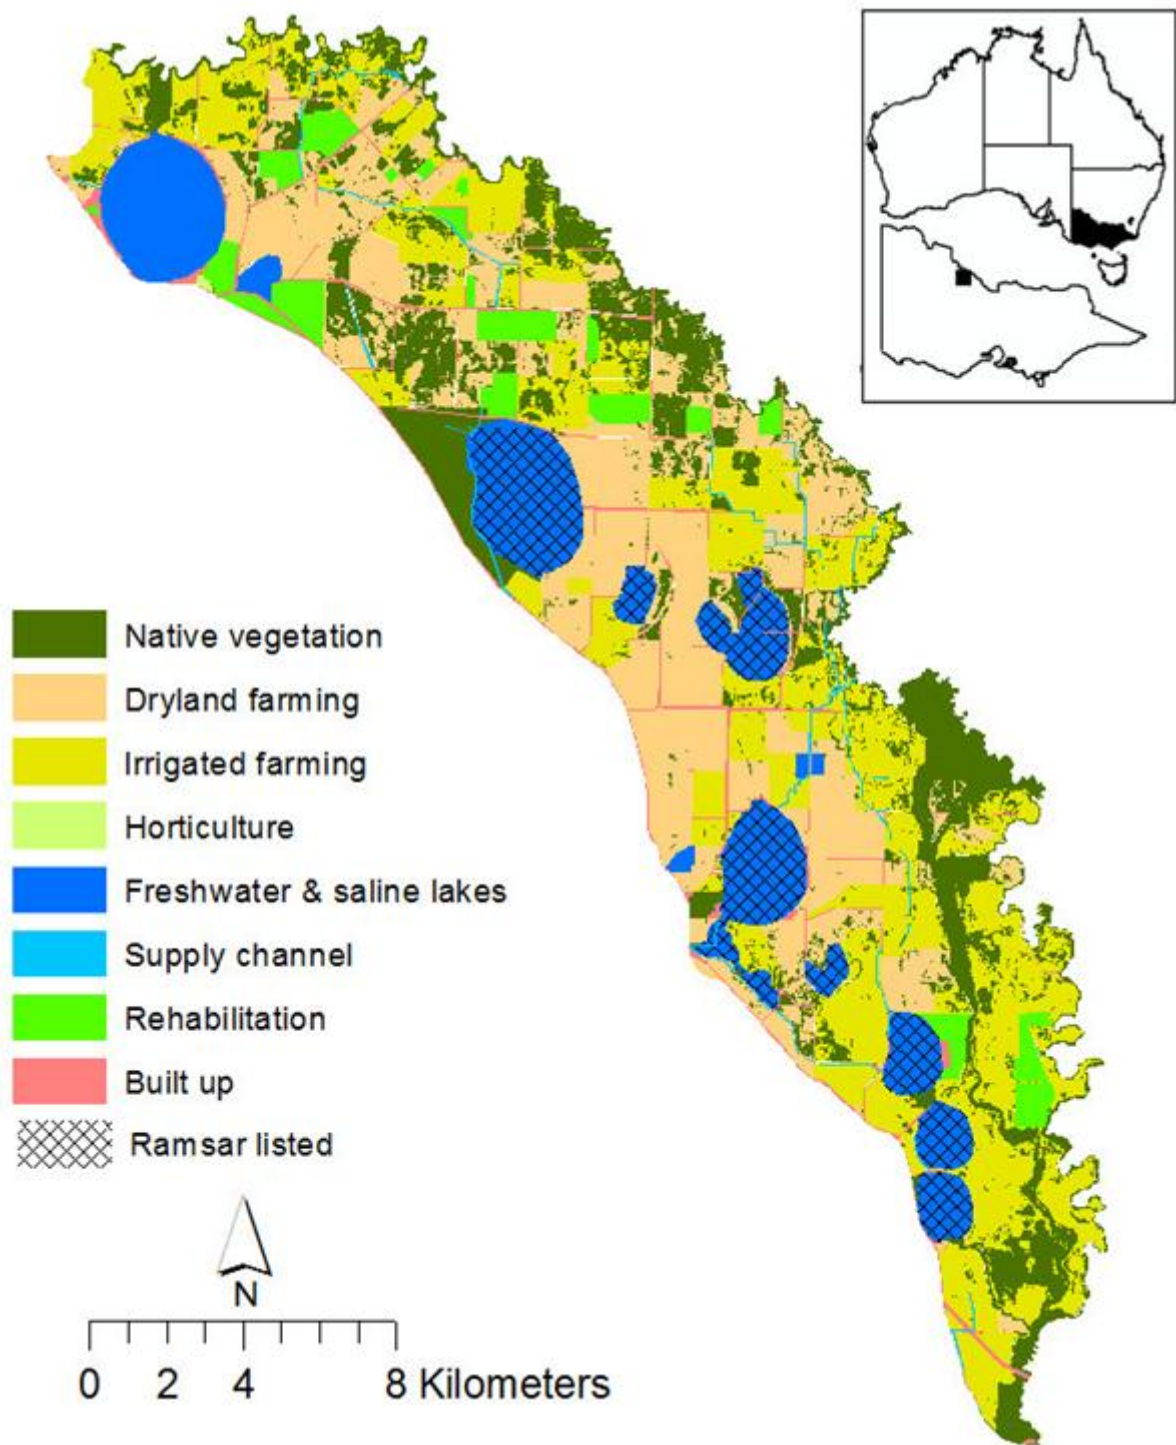 Native vegetation
Dryland farming
Irrigated farming
Horticulture
Freshwater & saline lakes
Supply channel
Rehabilitation
Built up
Ramsar listed
N
0 2 4 8 Kilometers